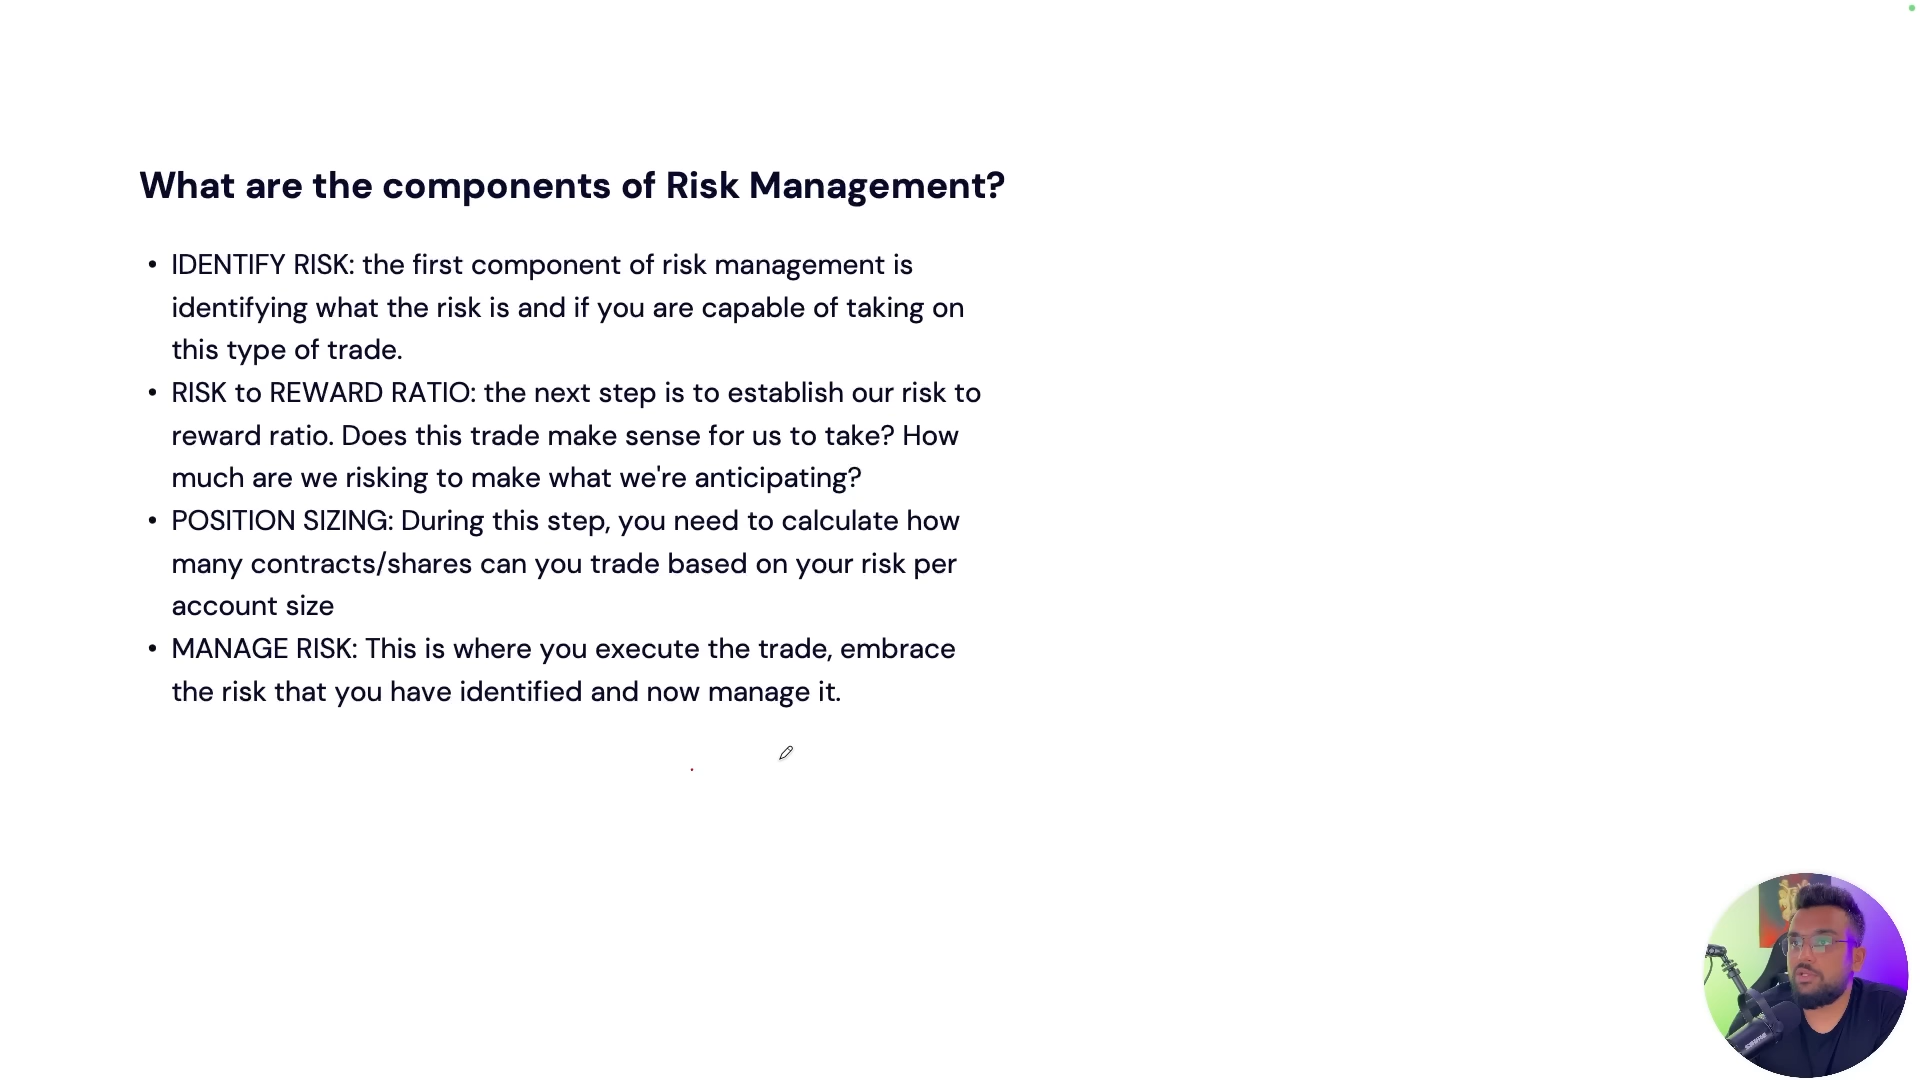 What are the components of Risk Management?
• IDENTIFY RISK: the first component of risk management is
identifying what the risk is and if you are capable of taking on
this type of trade.
• RISK to REWARD RATIO: the next step is to establish our risk to
reward ratio. Does this trade make sense for us to take? How
much are we risking to make what we're anticipating?
• POSITION SIZING: During this step, you need to calculate how
many contracts/shares can you trade based on your risk per
account size
• MANAGE RISK: This is where you execute the trade, embrace
the risk that you have identified and now manage it.